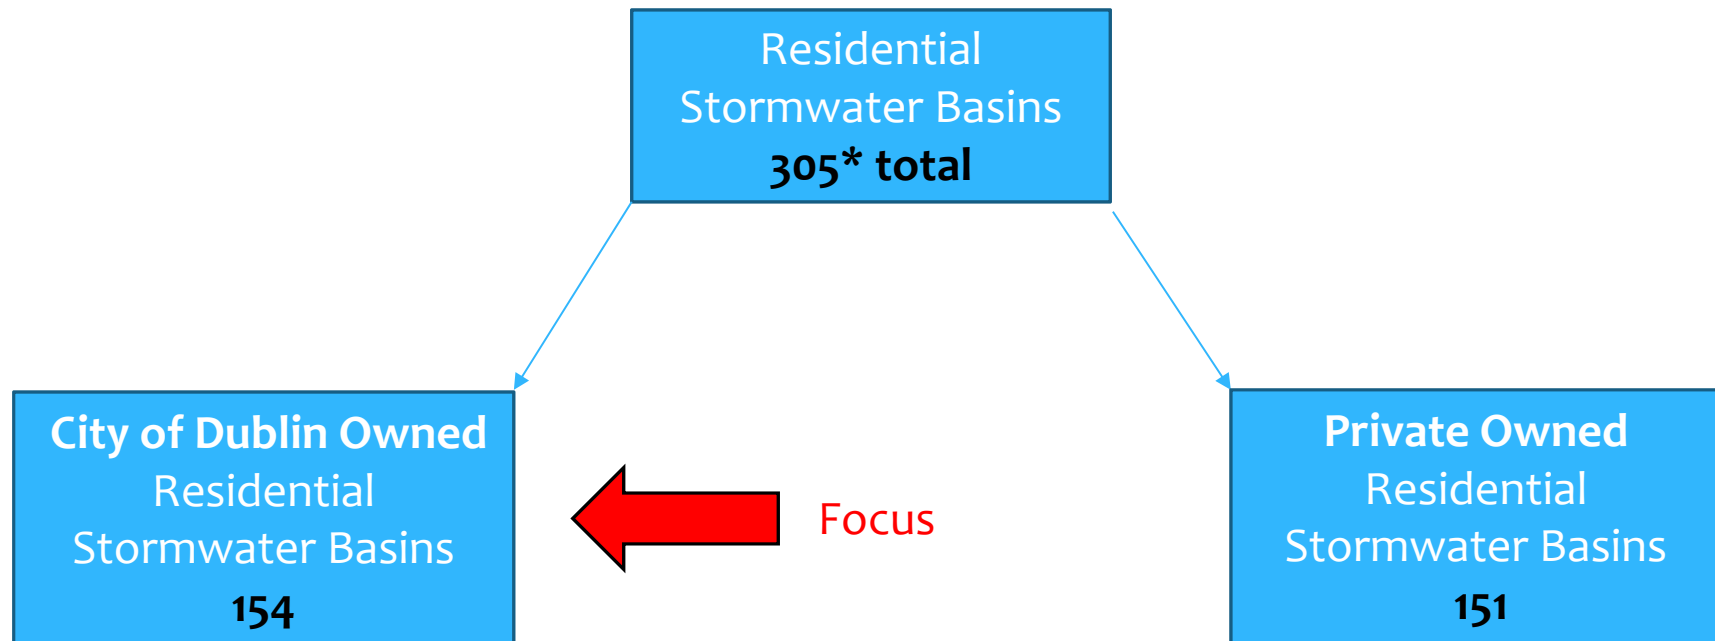 Residential
Stormwater Basins
305* total
City of Dublin Owned
Residential
Stormwater Basins
154
Focus
Private Owned
Residential
Stormwater Basins
151